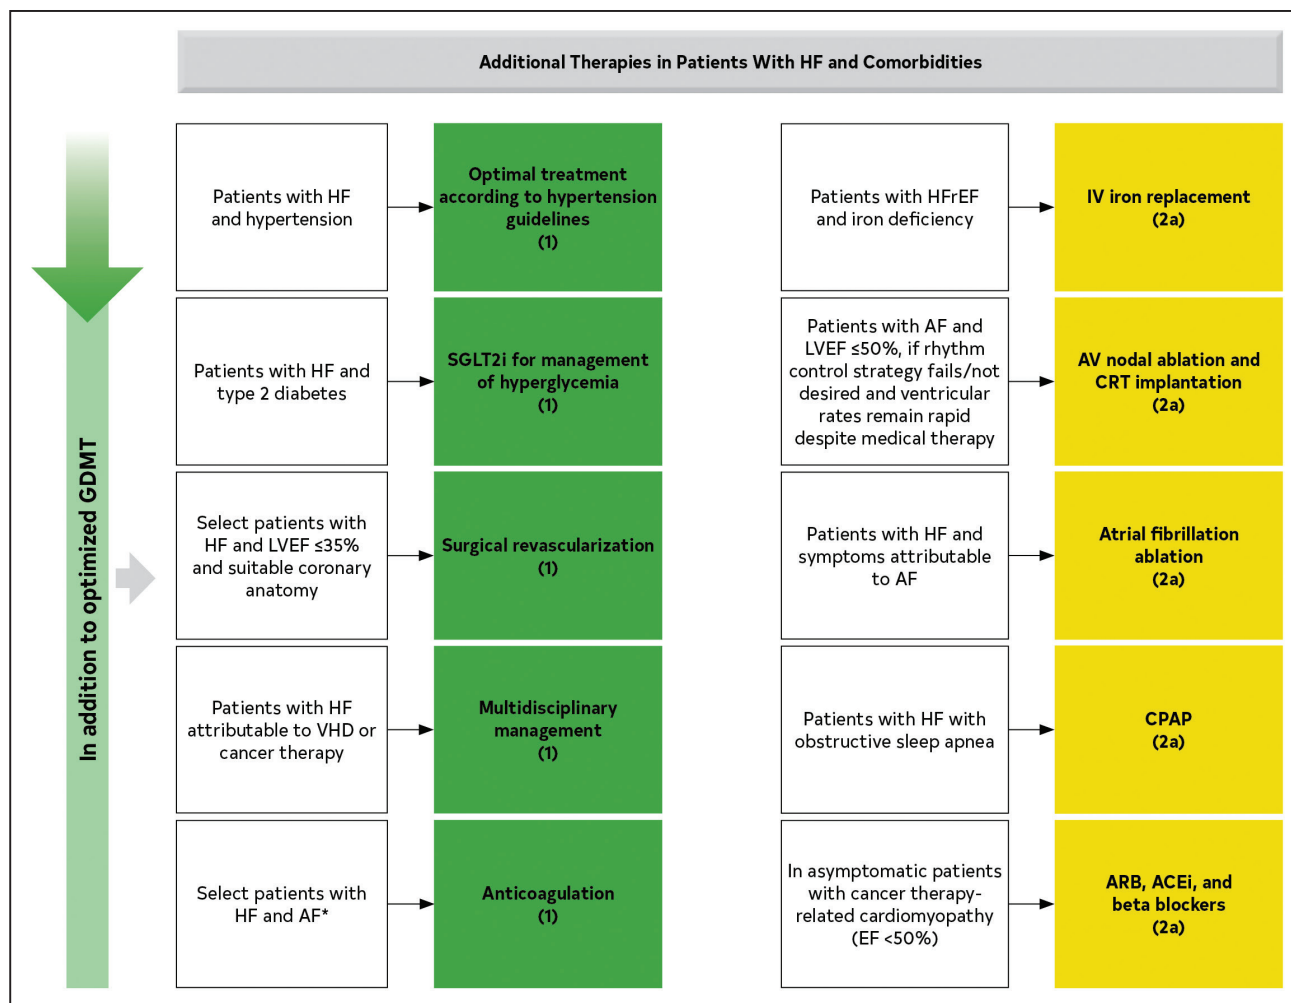 Additional Therapies in Patients With HF and Comorbidities
In addition to optimized GDMT
Patients with HF
and hypertension
Optimal treatment
according to hypertension
guidelines
(1)
Patients with HFrEF
and iron deficiency
IV iron replacement
(2a)
Patients with HF and
type 2 diabetes
SGLT2i for management
of hyperglycemia
(1)
Patients with AF and
LVEF ≤50%, if rhythm
control strategy fails/not
desired and ventricular
rates remain rapid
despite medical therapy
AV nodal ablation and
CRT implantation
(2a)
Select patients with
HF and LVEF ≤35%
and suitable coronary
anatomy
Surgical revascularization
(1)
Patients with HF and
symptoms attributable
to AF
Atrial fibrillation
ablation
(2a)
Patients with HF
attributable to VHD or
cancer therapy
Multidisciplinary
management
(1)
Patients with HF with
obstructive sleep apnea
CPAP
(2a)
Select patients with
HF and AF*
Anticoagulation
(1)
In asymptomatic patients
with cancer therapy-
related cardiomyopathy
(EF <50%)
ARB, ACEi, and
beta blockers
(2a)